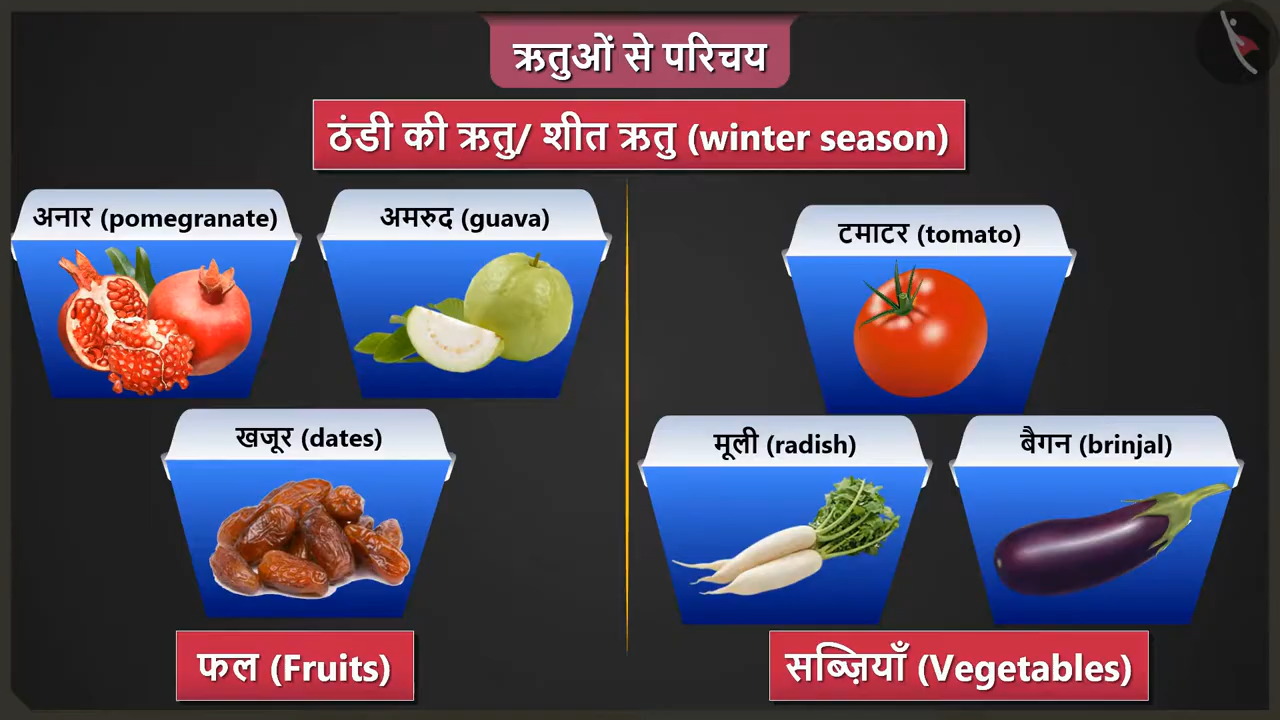 ऋतुओं से परिचय
ठंडी की ऋतु/ शीत ऋतु (winter season)
अनार (pomegranate)
अमरुद (guava)
खजूर (dates)
फल (Fruits)
टमाटर (tomato)
मूली (radish)
बैगन (brinjal)
सब्ज़ियाँ (Vegetables)